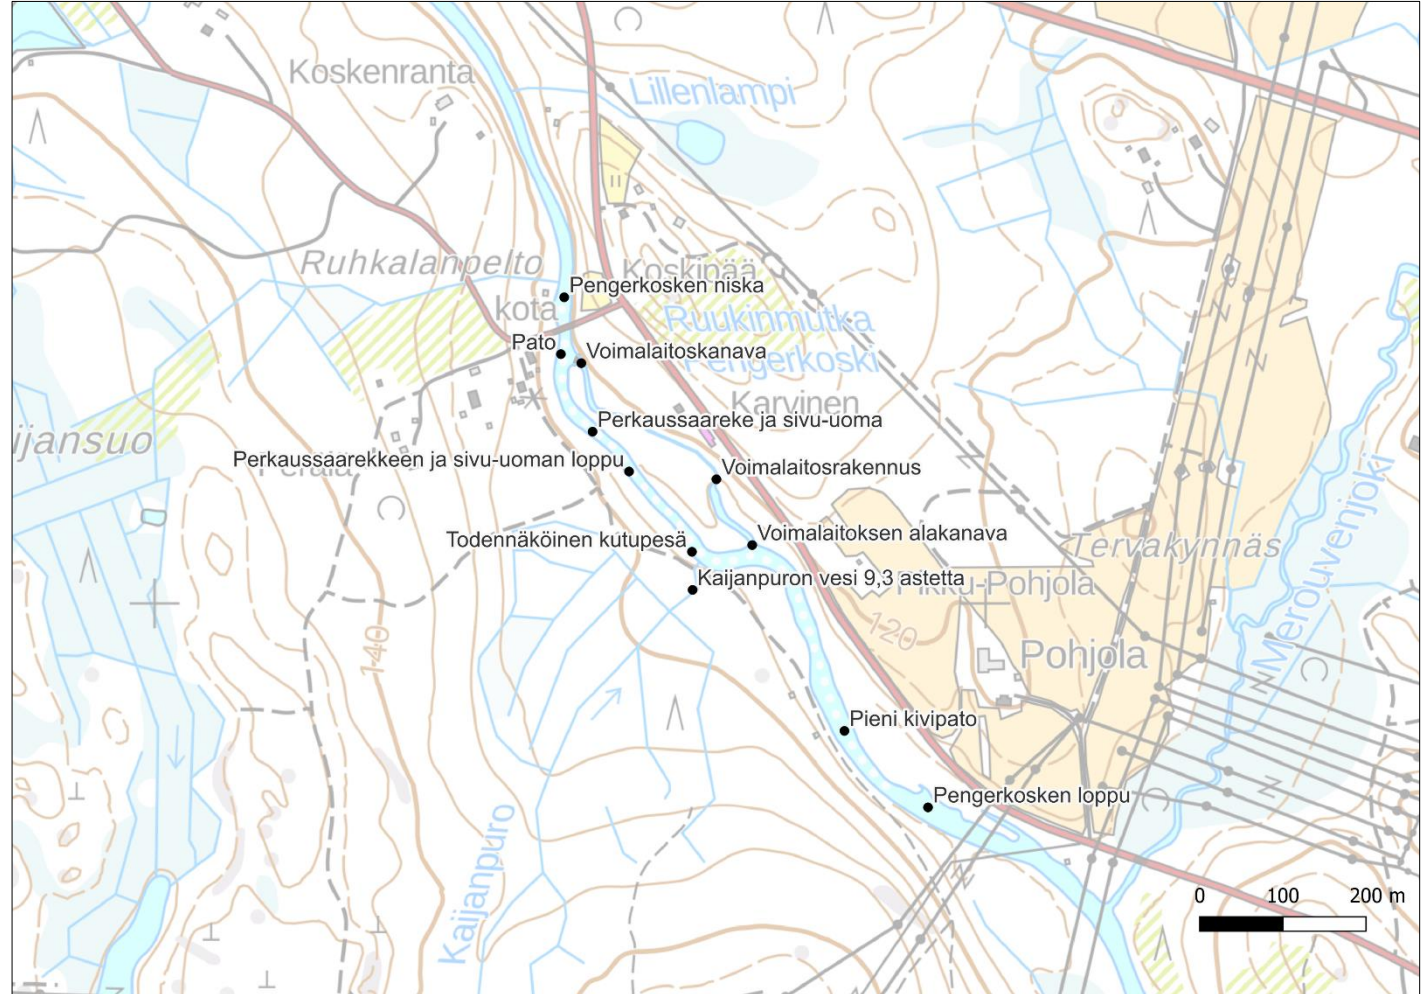 Koskenranta
Lillenlampi
Ruhkalanpelto
Koskipää
Pengerkosken niska
kota
Ruukinmutka
Pato
Voimalaitoskanava
Pengerkoski
Karvinen
Perkaussaareke ja sivu-uoma
ijansuo
Perkaussaarekkeen ja sivu-uoman loppu
Perälä
Voimalaitosrakennus
Merouvenjoki
Todennäköinen kutupesä
Voimalaitoksen alakanava
Tervakynnäs
Kaijanpuron vesi 9,3 astetta
Pikku-Pohjola
120
140
Pohjola
Pieni kivipato
Pengerkosken loppu
Kaijanpuro
0 100 200 m